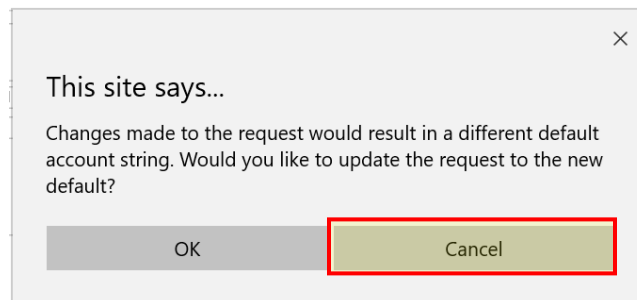 This site says...
Changes made to the request would result in a different default
account string. Would you like to update the request to the new
default?
OK
Cancel